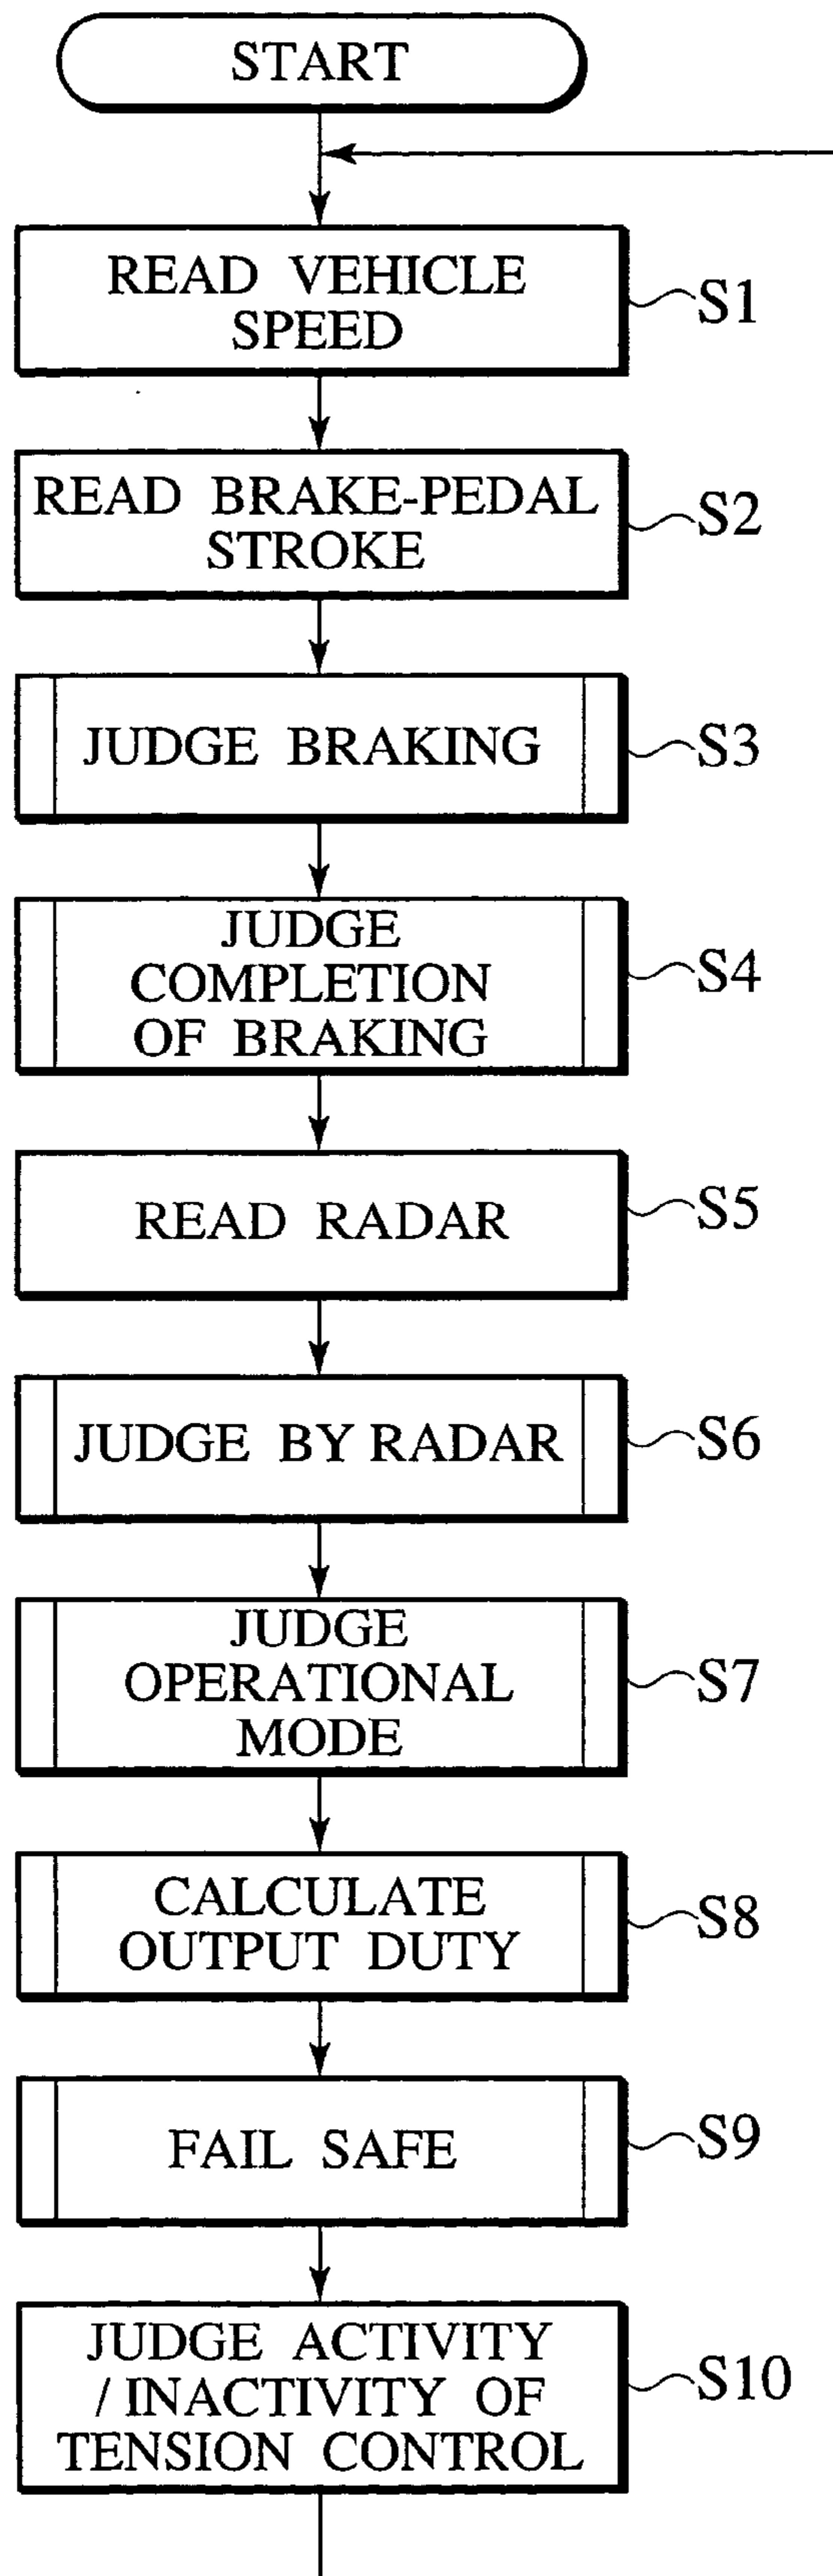 START
READ VEHICLE
SPEED
S1
READ BRAKE-PEDAL
STROKE
S2
JUDGE BRAKING
S3
JUDGE
COMPLETION
OF BRAKING
S4
READ RADAR
S5
JUDGE BY RADAR
S6
JUDGE
OPERATIONAL
MODE
S7
CALCULATE
OUTPUT DUTY
S8
FAIL SAFE
S9
JUDGE ACTIVITY
/ INACTIVITY OF
TENSION CONTROL
S10